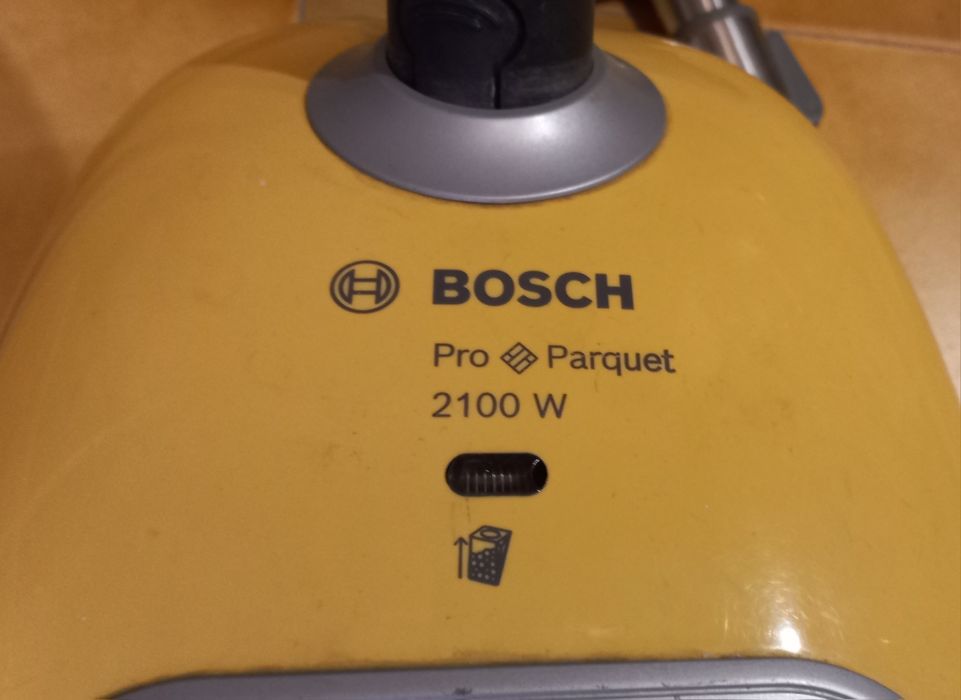 BOSCH
Pro Parquet
2100 W